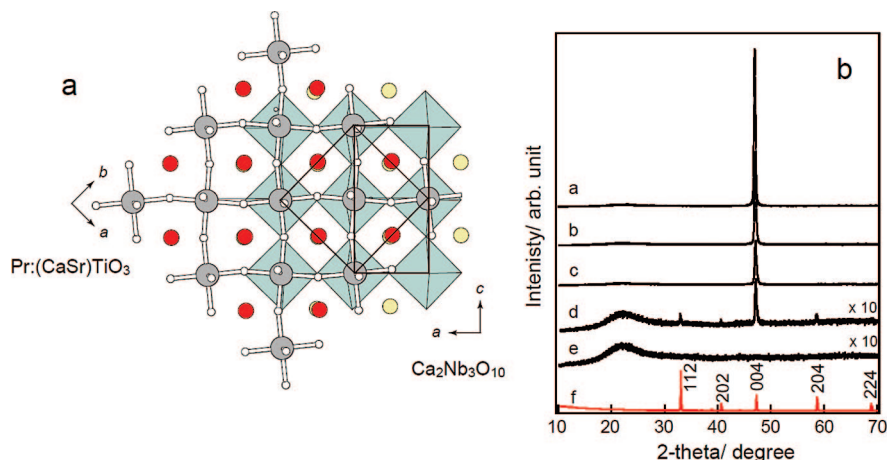 a
b
a
Pr:(CaSr)TiO₃
c
a
Ca₂Nb₃O₁₀
b
a
b
c
d
x 10
e
x 10
f
112
202
004
204
224
10 20 30 40 50 60 70
2-theta/ degree
Intenisty/ arb. unit